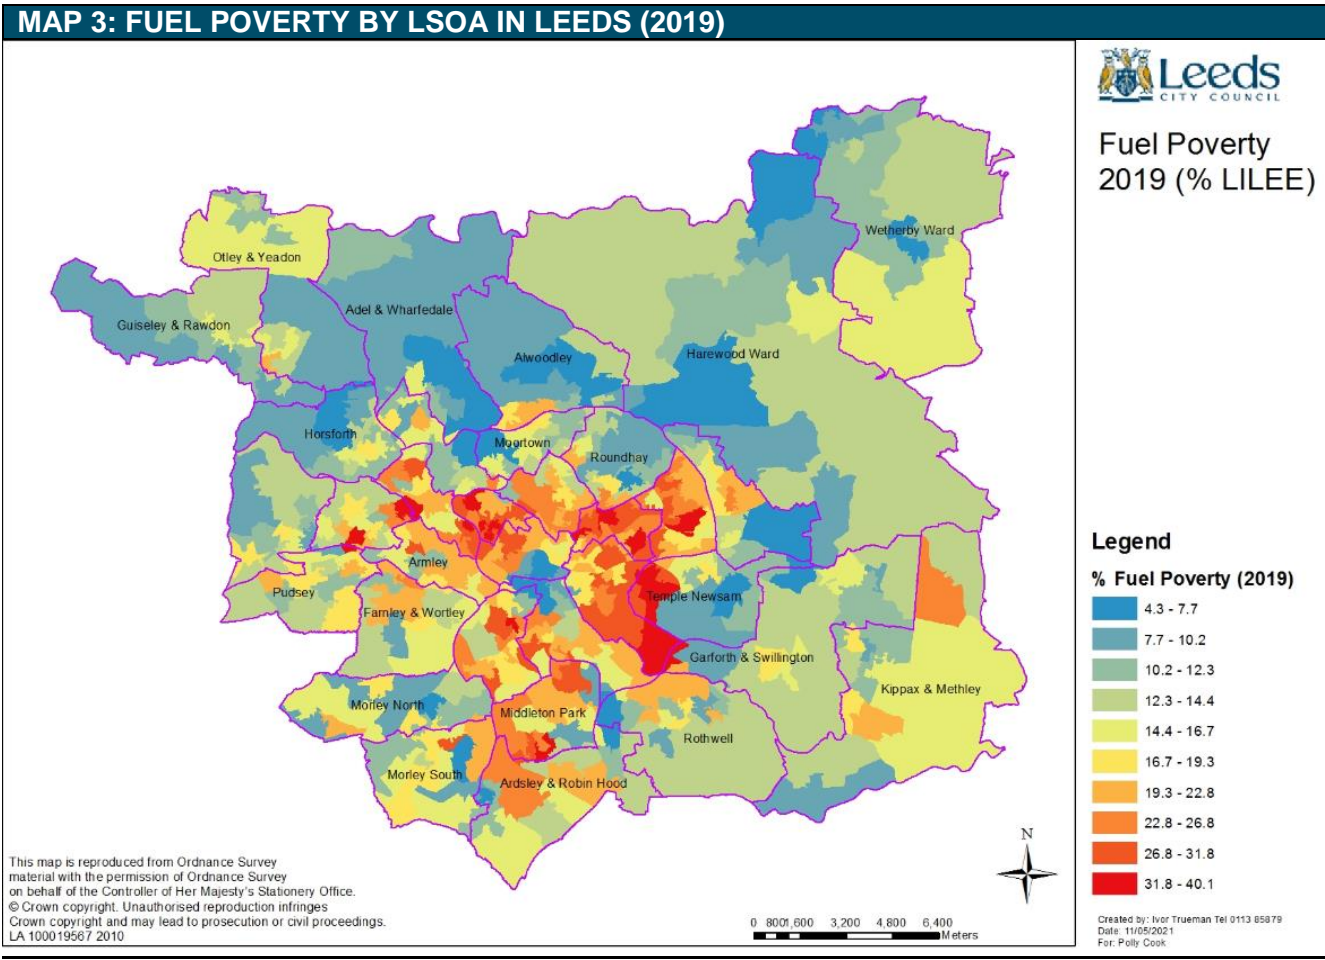 MAP 3: FUEL POVERTY BY LSOA IN LEEDS (2019)
Leeds
CITY COUNCIL
Fuel Poverty
2019 (% LILEE)
Wetherby Ward
Otley & Yeadon
Adel & Wharfedale
Guiseley & Rawdon
Alwoodley
Harewood Ward
Horsforth
Moortown
Roundhay
Armley
Pudsey
Temple Newsam
Farnley & Wortley
Garforth & Swillington
Kippax & Methley
Morley North
Middleton Park
Rothwell
Morley South
Ardsley & Robin Hood
Legend
% Fuel Poverty (2019)
4.3 - 7.7
7.7 - 10.2
10.2 - 12.3
12.3 - 14.4
14.4 - 16.7
16.7 - 19.3
19.3 - 22.8
22.8 - 26.8
26.8 - 31.8
31.8 - 40.1
N
This map is reproduced from Ordnance Survey
material with the permission of Ordnance Survey
on behalf of the Controller of Her Majesty's Stationery Office.
© Crown copyright. Unauthorised reproduction infringes
Crown copyright and may lead to prosecution or civil proceedings.
LA 100019567 2010
0 800 1,600 3,200 4,800 6,400
Meters
Created by: Ivor Trueman Tel 0113 85879
Date: 11/05/2021
For: Polly Cook